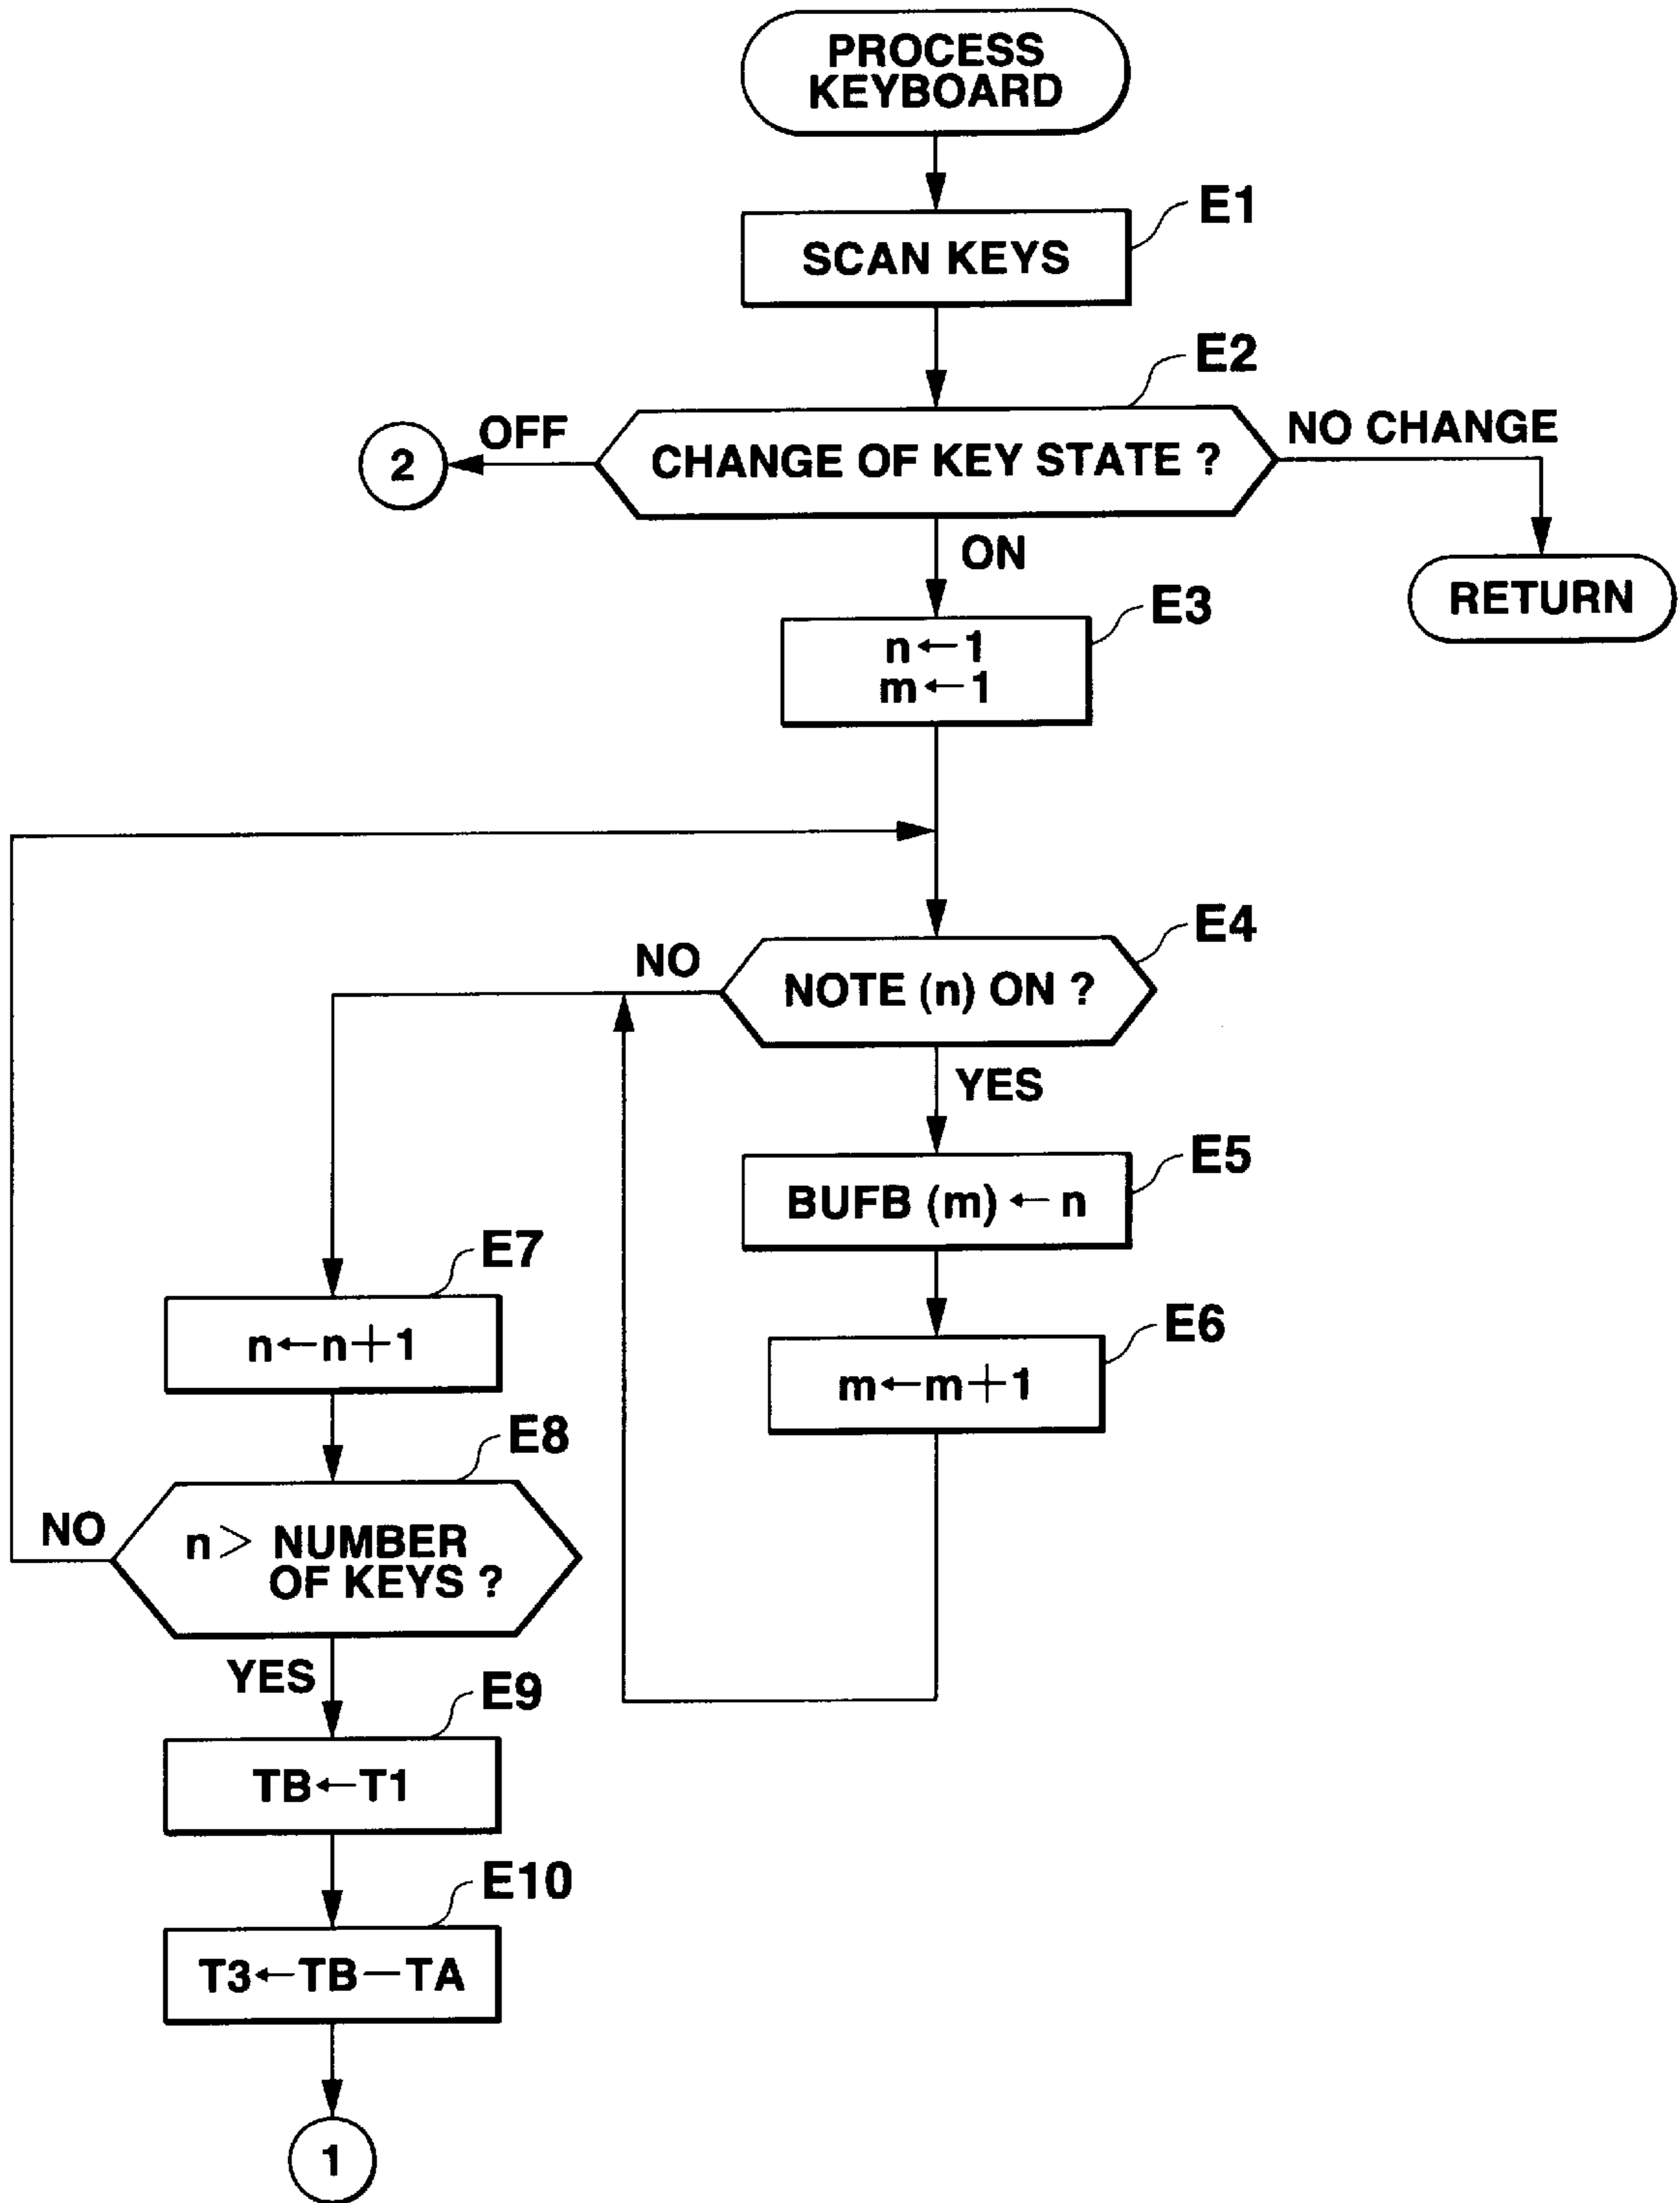 PROCESS
KEYBOARD
E1
SCAN KEYS
E2
OFF
NO CHANGE
2
CHANGE OF KEY STATE ?
ON
RETURN
E3
n←1
m←1
E4
NO
NOTE (n) ON ?
YES
E5
BUFB (m) ← n
E7
n←n+1
E6
m←m+1
E8
NO
n> NUMBER
OF KEYS ?
YES
E9
TB←T1
E10
T3←TB—TA
1